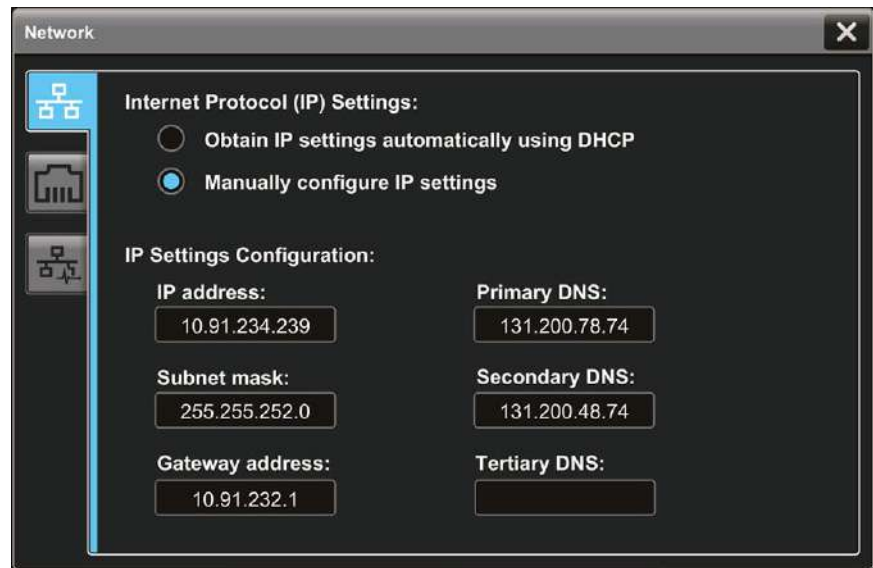 Network
Internet Protocol (IP) Settings:
Obtain IP settings automatically using DHCP
Manually configure IP settings
IP Settings Configuration:
IP address:
10.91.234.239
Subnet mask:
255.255.252.0
Gateway address:
10.91.232.1
Primary DNS:
131.200.78.74
Secondary DNS:
131.200.48.74
Tertiary DNS: